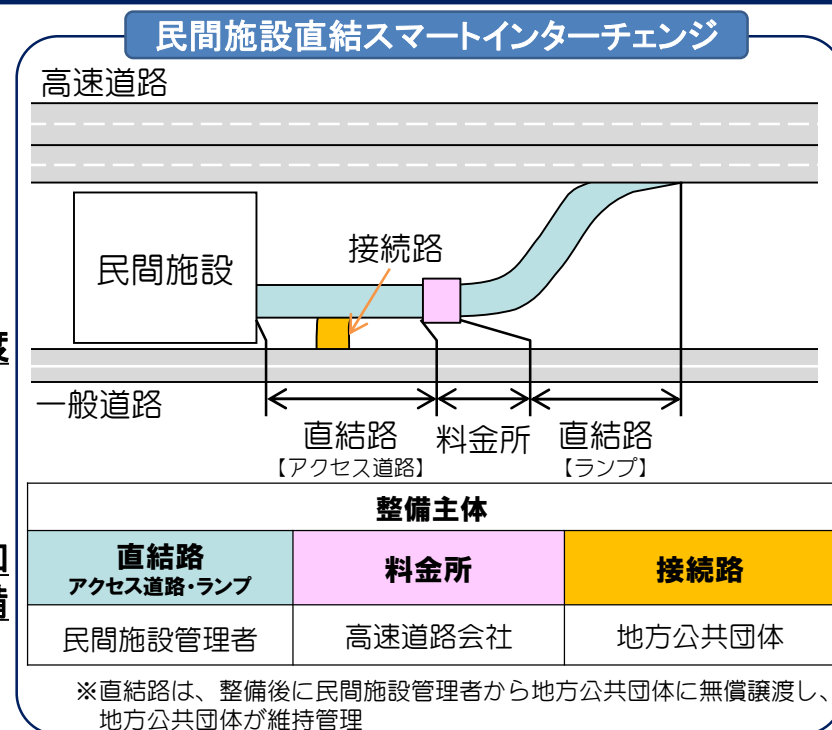 民間施設直結スマートインターチェンジ
高速道路
民間施設
接続路
度
一般道路
直結路
【アクセス道路】
料金所
直結路
【ランプ】
整備主体
直結路
アクセス道路・ランプ
料金所
接続路
民間施設管理者
高速道路会社
地方公共団体
※直結路は、整備後に民間施設管理者から地方公共団体に無償譲渡し、
地方公共団体が維持管理